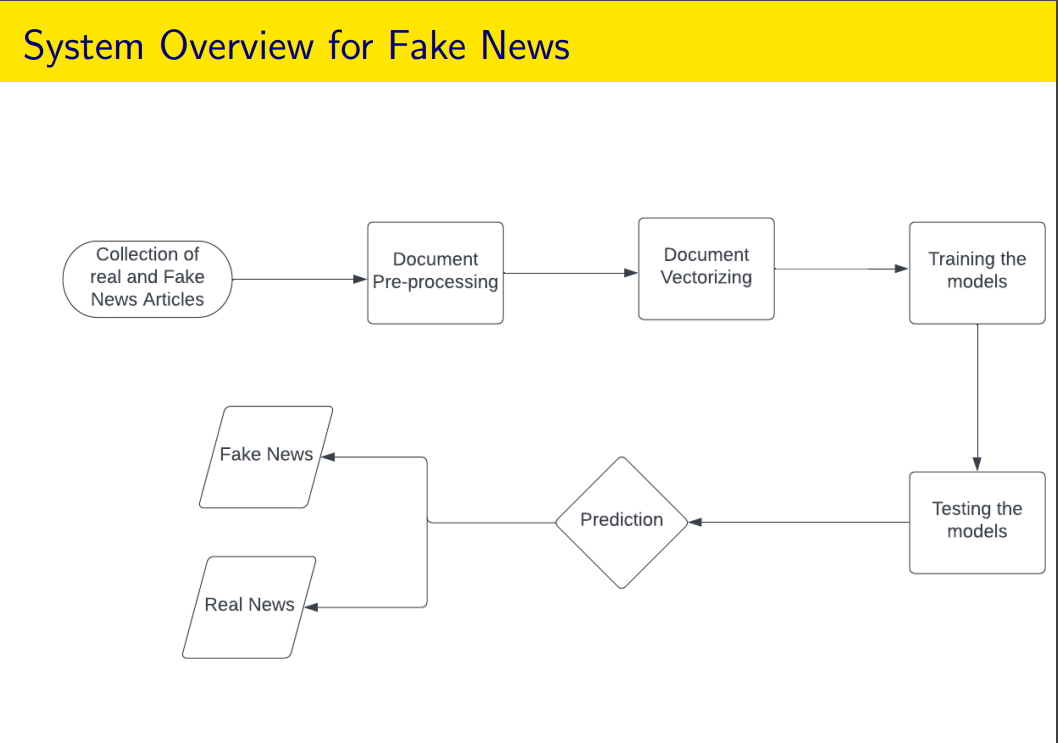 System Overview for Fake News
Collection of
real and Fake
News Articles
Document
Pre-processing
Document
Vectorizing
Training the
models
Testing the
models
Prediction
Fake News
Real News